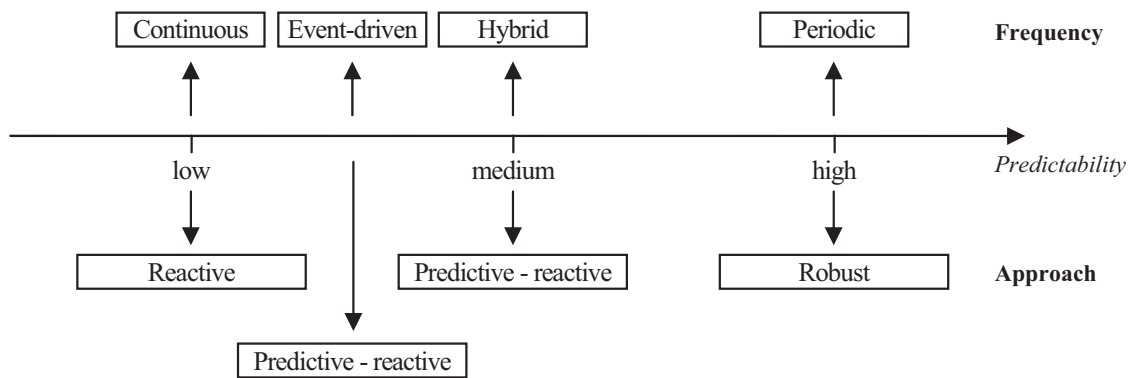 Continuous Event-driven Hybrid Periodic Frequency
low medium high Predictability
Reactive Predictive - reactive Robust Approach
Predictive - reactive